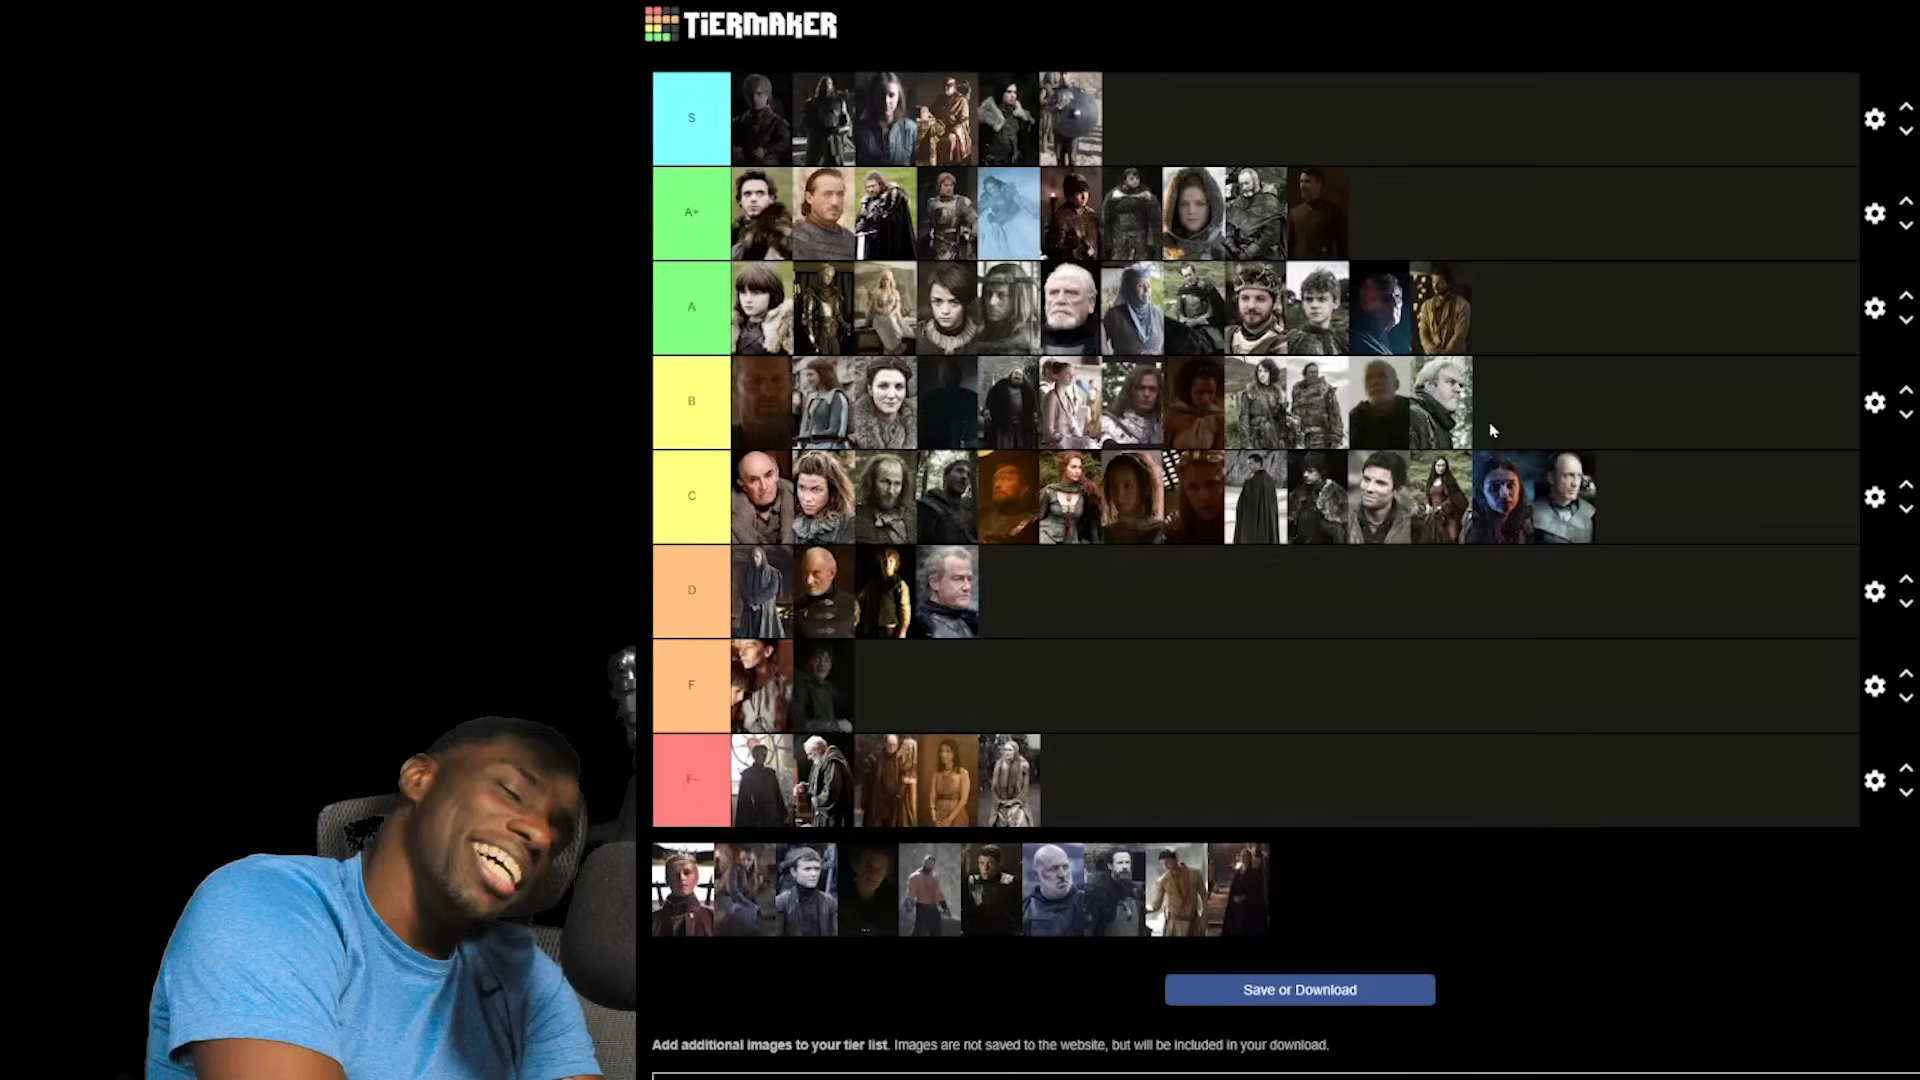 TiERMAKER
S
A+
A
B
C
D
F
F-
Save or Download
Add additional images to your tier list. Images are not saved to the website, but will be included in your download.